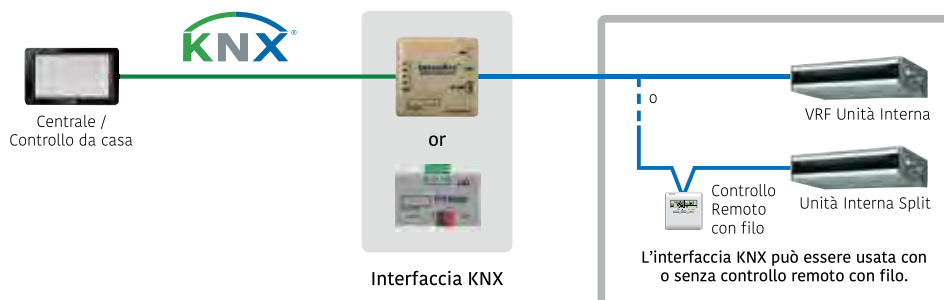 KNX®
Centrale /
Controllo da casa
or
Interfaccia KNX
o
VRF Unità Interna
Controllo
Remoto
con filo
Unità Interna Split
L'interfaccia KNX può essere usata con
o senza controllo remoto con filo.